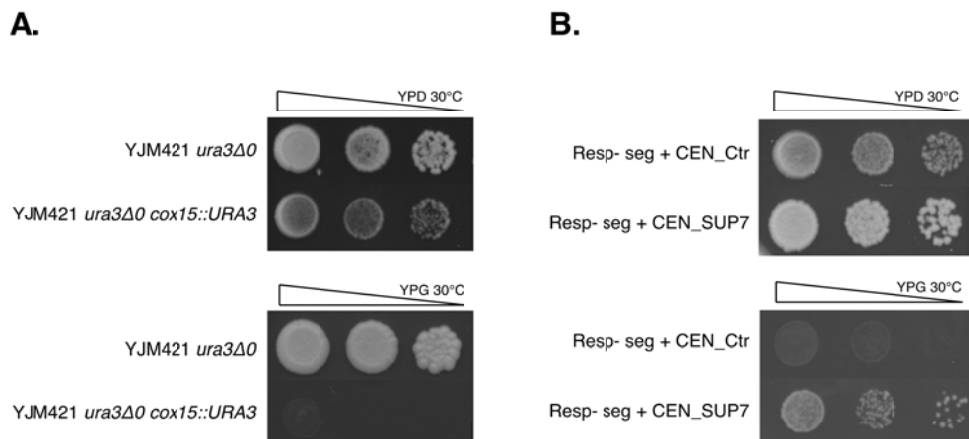 A.
YPD 30°C
YJM421 ura3Δ0
YJM421 ura3Δ0 cox15::URA3
YPG 30°C
YJM421 ura3Δ0
YJM421 ura3Δ0 cox15::URA3
B.
YPD 30°C
Resp- seg + CEN_Ctr
Resp- seg + CEN_SUP7
YPG 30°C
Resp- seg + CEN_Ctr
Resp- seg + CEN_SUP7